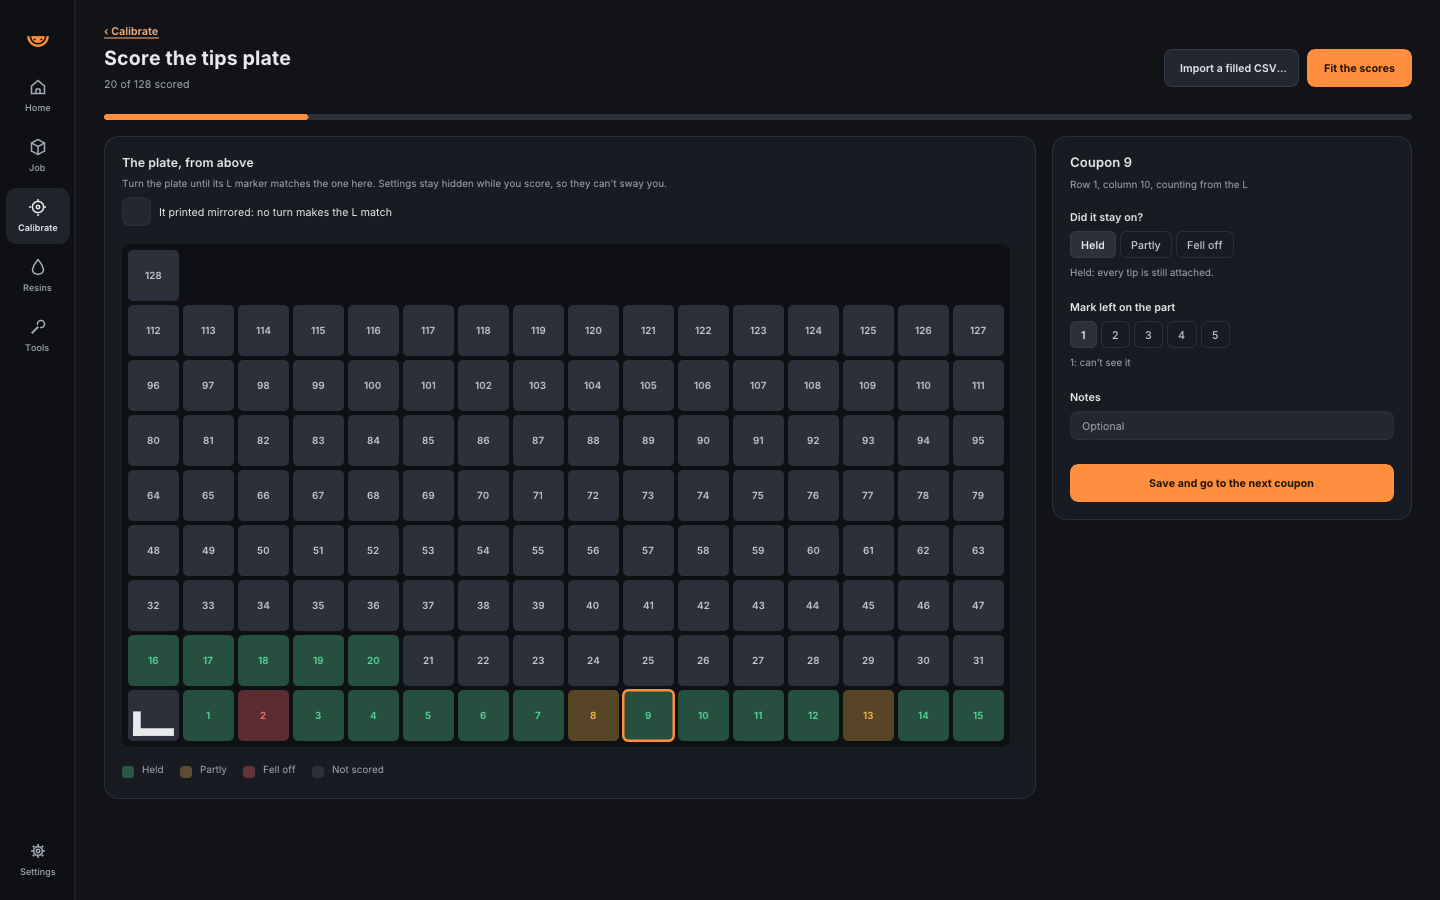 ‹ Calibrate
Score the tips plate
20 of 128 scored
Import a filled CSV...
Fit the scores
Home
Job
Calibrate
Resins
Tools
Settings
The plate, from above
Turn the plate until its L marker matches the one here. Settings stay hidden while you score, so they can't sway you.
It printed mirrored: no turn makes the L match
128
112 113 114 115 116 117 118 119 120 121 122 123 124 125 126 127
96 97 98 99 100 101 102 103 104 105 106 107 108 109 110 111
80 81 82 83 84 85 86 87 88 89 90 91 92 93 94 95
64 65 66 67 68 69 70 71 72 73 74 75 76 77 78 79
48 49 50 51 52 53 54 55 56 57 58 59 60 61 62 63
32 33 34 35 36 37 38 39 40 41 42 43 44 45 46 47
16 17 18 19 20 21 22 23 24 25 26 27 28 29 30 31
1 2 3 4 5 6 7 8 9 10 11 12 13 14 15
Held Partly Fell off Not scored
Coupon 9
Row 1, column 10, counting from the L
Did it stay on?
Held Partly Fell off
Held: every tip is still attached.
Mark left on the part
1 2 3 4 5
1: can't see it
Notes
Optional
Save and go to the next coupon